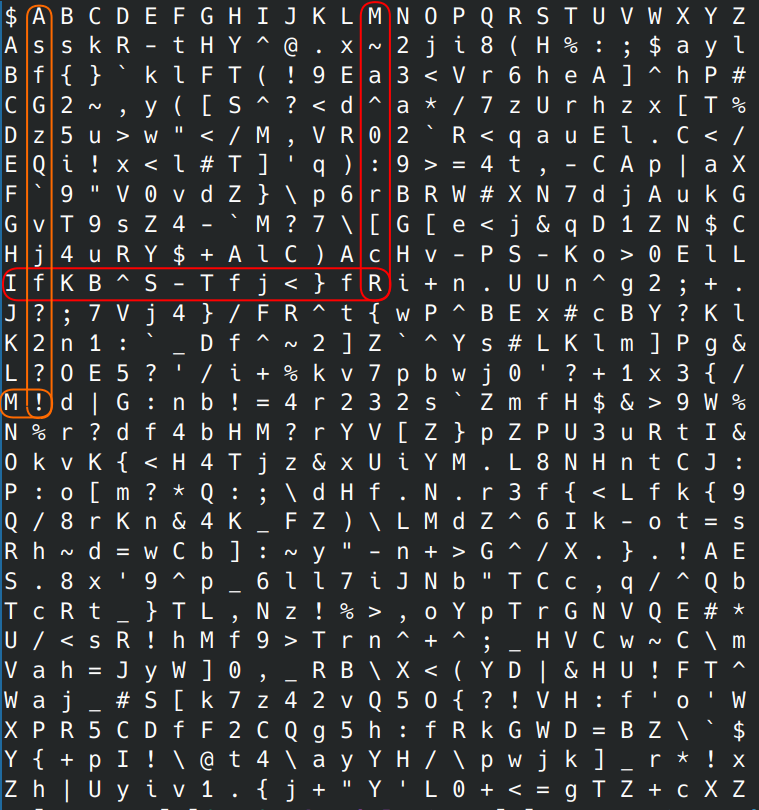 $ A B C D E F G H I J K L M N O P Q R S T U V W X Y Z
A s s k R - t H Y ^ @ . x ~ 2 j i 8 ( H % : ; $ a y l
B f { } ` k l F T ( ! 9 E a 3 < V r 6 h e A ] ^ h P #
C G 2 ~ , y ( [ S ^ ? < d ^ a * / 7 z U r h z x [ T %
D z 5 u > w " < / M , V R 0 2 ` R < q a u E l . C < /
E Q i ! x < l # T ] ' q ) : 9 > = 4 t , - C A p | a X
F ` 9 " V 0 v d Z } \ p 6 r B R W # X N 7 d j A u k G
G v T 9 s Z 4 - ` M ? 7 \ [ G [ e < j & q D 1 Z N $ C
H j 4 u R Y $ + A l C ) A c H v - P S - K o > 0 E l L
I f K B ^ S - T f j < } f R i + n . U U n ^ g 2 ; + .
J ? ; 7 V j 4 } / F R ^ t { w P ^ B E x # c B Y ? K l
K 2 n 1 : ` _ D f ^ ~ 2 ] Z ` ^ Y s # L K l m ] P g &
L ? O E 5 ? ' / i + % k v 7 p b w j 0 ' ? + 1 x 3 { /
M ! d | G : n b ! = 4 r 2 3 2 s ` Z m f H $ & > 9 W %
N % r ? d f 4 b H M ? r Y V [ Z } p Z P U 3 u R t I &
O k v K { < H 4 T j z & x U i Y M . L 8 N H n t C J :
P : o [ m ? * Q : ; \ d H f . N . r 3 f { < L f k { 9
Q / 8 r K n & 4 K _ F Z ) \ L M d Z ^ 6 I k - o t = s
R h ~ d = w C b ] : ~ y " - n + > G ^ / X . } . ! A E
S . 8 x ' 9 ^ p _ 6 l l 7 i J N b " T C c , q / ^ Q b
T c R t _ } T L , N z ! % > , o Y p T r G N V Q E # *
U / < s R ! h M f 9 > T r n ^ + ^ ; _ H V C w ~ C \ m
V a h = J y W ] 0 , _ R B \ X < ( Y D | & H U ! F T ^
W a j _ # S [ k 7 z 4 2 v Q 5 O { ? ! V H : f ' o ' W
X P R 5 C D f F 2 C Q g 5 h : f R k G W D = B Z \ ` $
Y { + p I ! \ @ t 4 \ a y Y H / \ p w j k ] _ r * ! x
Z h | U y i v 1 . { j + " Y ' L 0 + < = g T Z + c X Z